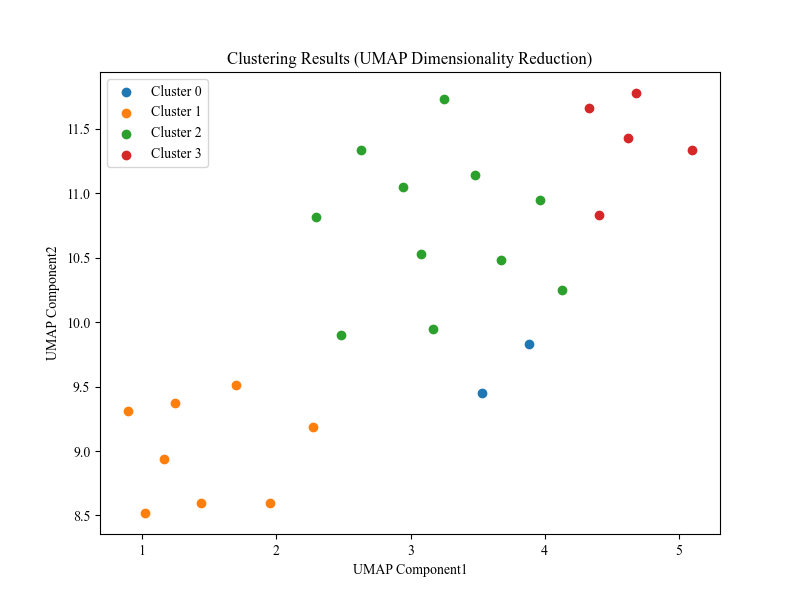 Clustering Results (UMAP Dimensionality Reduction)
Cluster 0
Cluster 1
Cluster 2
Cluster 3
11.5
11.0
10.5
10.0
9.5
9.0
8.5
UMAP Component2
1 2 3 4 5
UMAP Component1